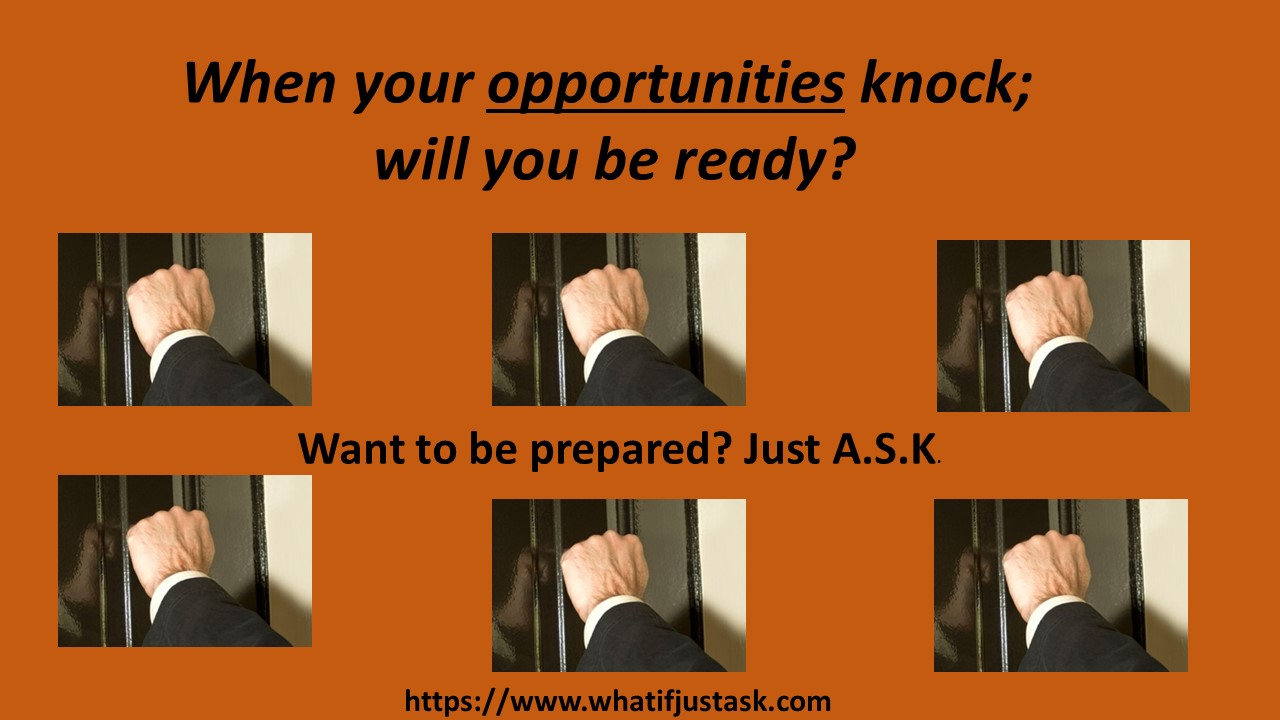 When your opportunities knock;
will you be ready?
Want to be prepared? Just A.S.K.
https://www.whatifjustask.com